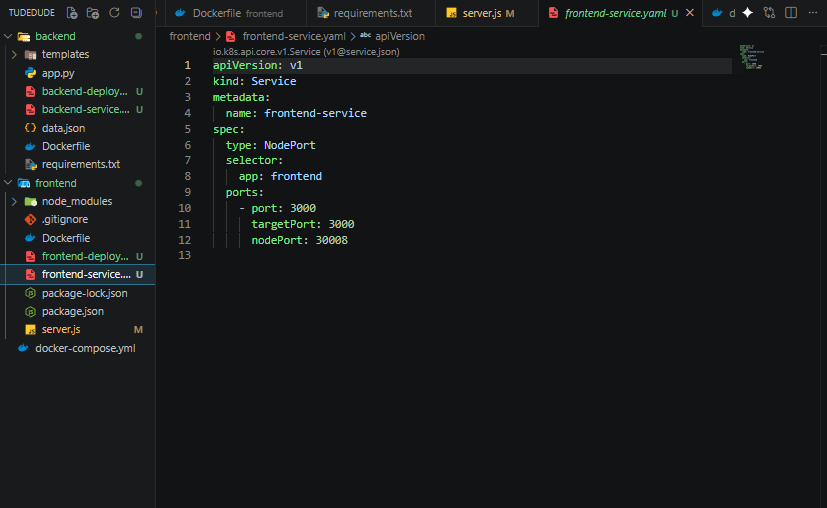 TUDEDUDE
Dockerfile frontend
requirements.txt
server.js M
frontend-service.yaml U
d
frontend > frontend-service.yaml > abc apiVersion
backend
templates
app.py
backend-deploy... U
backend-service.... U
data.json
Dockerfile
requirements.txt
frontend
node_modules
.gitignore
Dockerfile
frontend-deploy... U
frontend-service.... U
package-lock.json
package.json
server.js M
docker-compose.yml
io.k8s.api.core.v1.Service (v1@service.json)
1 apiVersion: v1
2 kind: Service
3 metadata:
4 name: frontend-service
5 spec:
6 type: NodePort
7 selector:
8 app: frontend
9 ports:
10 - port: 3000
11 targetPort: 3000
12 nodePort: 30008
13